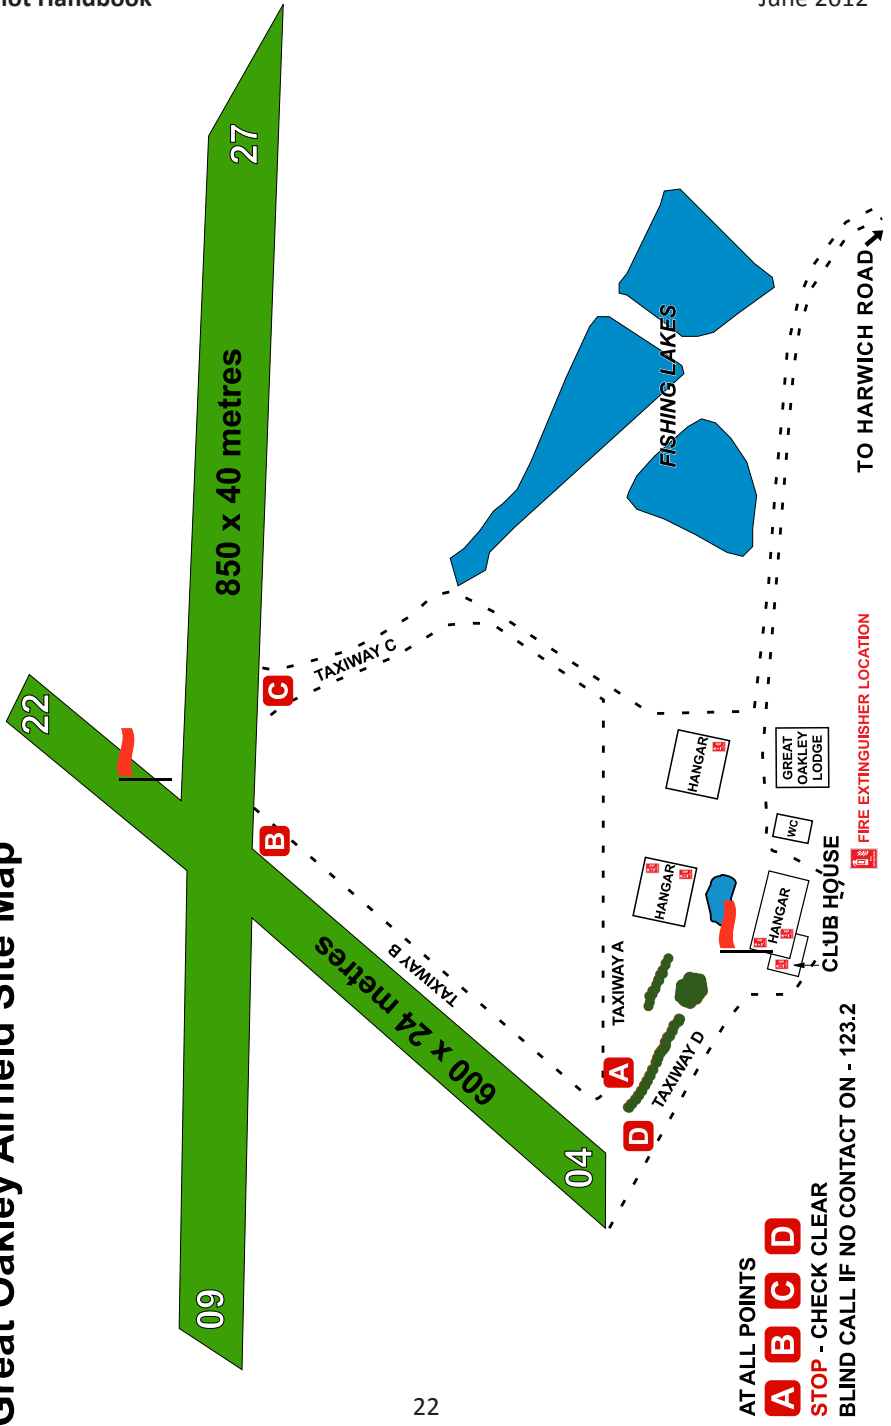 ot Handbook
June 2012
Great Oakley Airfield Site Map
27
850 x 40 metres
22
09
04
600 x 24 metres
TAXIWAY C
C
B
TAXIWAY B
TAXIWAY A
A
TAXIWAY D
D
FISHING LAKES
TO HARWICH ROAD
HANGAR
HANGAR
HANGAR
GREAT
OAKLEY
LODGE
WC
CLUB HOUSE
FIRE EXTINGUISHER LOCATION
AT ALL POINTS
A B C D
STOP - CHECK CLEAR
BLIND CALL IF NO CONTACT ON - 123.2
22